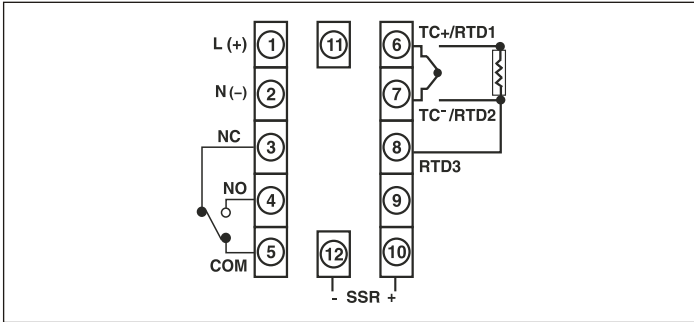 L (+) 1 11 6 TC+/RTD1
N (–) 2 7 TC-/RTD2
NC 3 8 RTD3
NO 4 9
COM 5 12 10
- SSR +